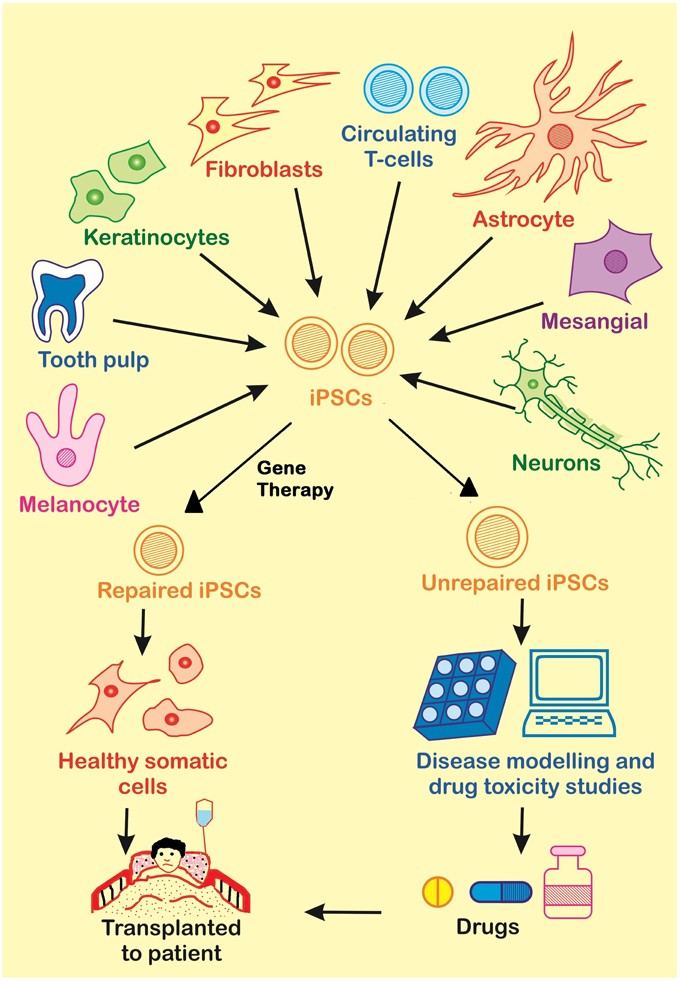 Circulating
T-cells
Fibroblasts
Astrocyte
Keratinocytes
Mesangial
Tooth pulp
iPSCs
Neurons
Gene
Therapy
Melanocyte
Repaired iPSCs
Unrepaired iPSCs
Healthy somatic
cells
Disease modelling and
drug toxicity studies
Transplanted
to patient
Drugs